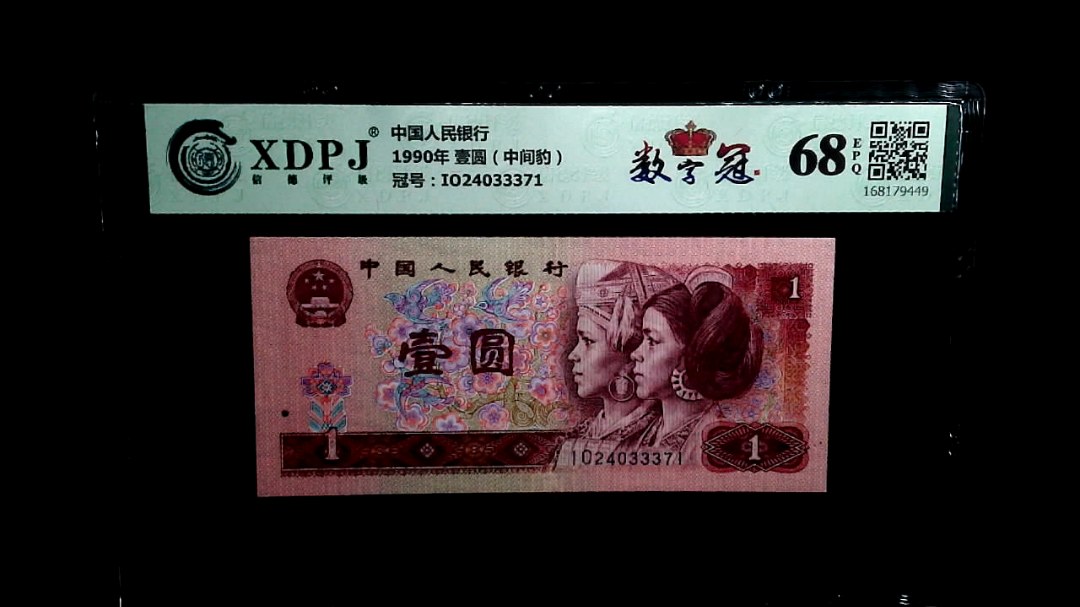 XDPJ®
信德评级
中国人民银行
1990年 壹圆（中间豹）
冠号：IO24033371
数字冠
68
EPQ
168179449
中国人民银行
1
壹圆
1
IO24033371
1